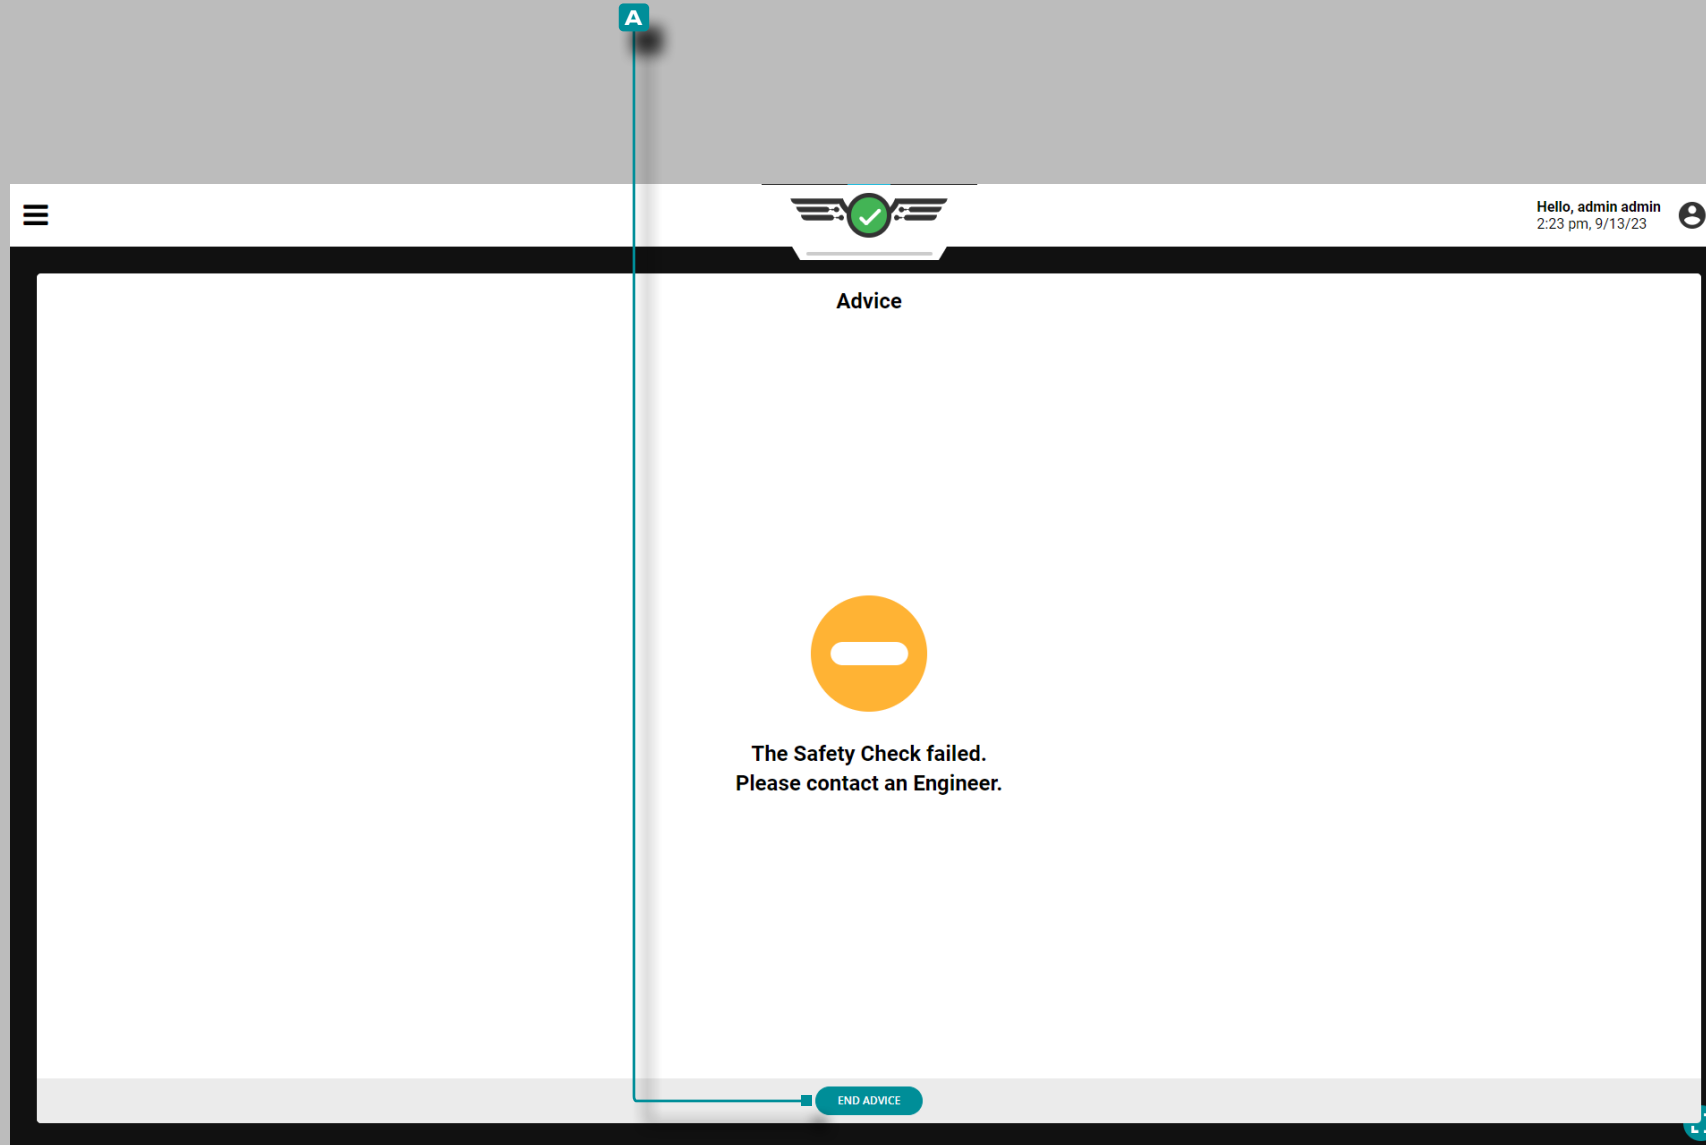 A
Hello, admin admin
2:23 pm, 9/13/23
Advice
The Safety Check failed.
Please contact an Engineer.
END ADVICE